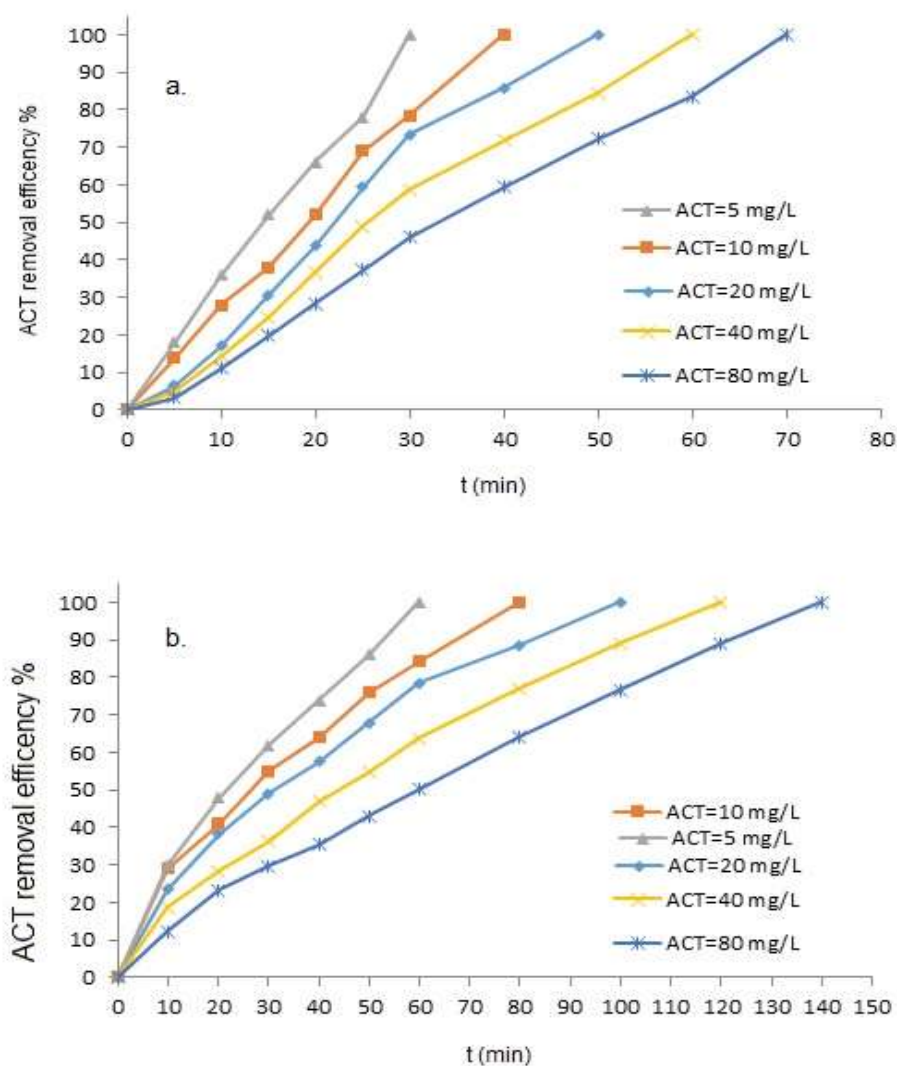 100
90
80
70
60
50
40
30
20
10
0
ACT removal efficency %
a.
ACT=5 mg/L
ACT=10 mg/L
ACT=20 mg/L
ACT=40 mg/L
ACT=80 mg/L
0 10 20 30 40 50 60 70 80
t (min)
100
90
80
70
60
50
40
30
20
10
0
ACT removal efficency %
b.
ACT=10 mg/L
ACT=5 mg/L
ACT=20 mg/L
ACT=40 mg/L
ACT=80 mg/L
0 10 20 30 40 50 60 70 80 90 100 110 120 130 140 150
t (min)